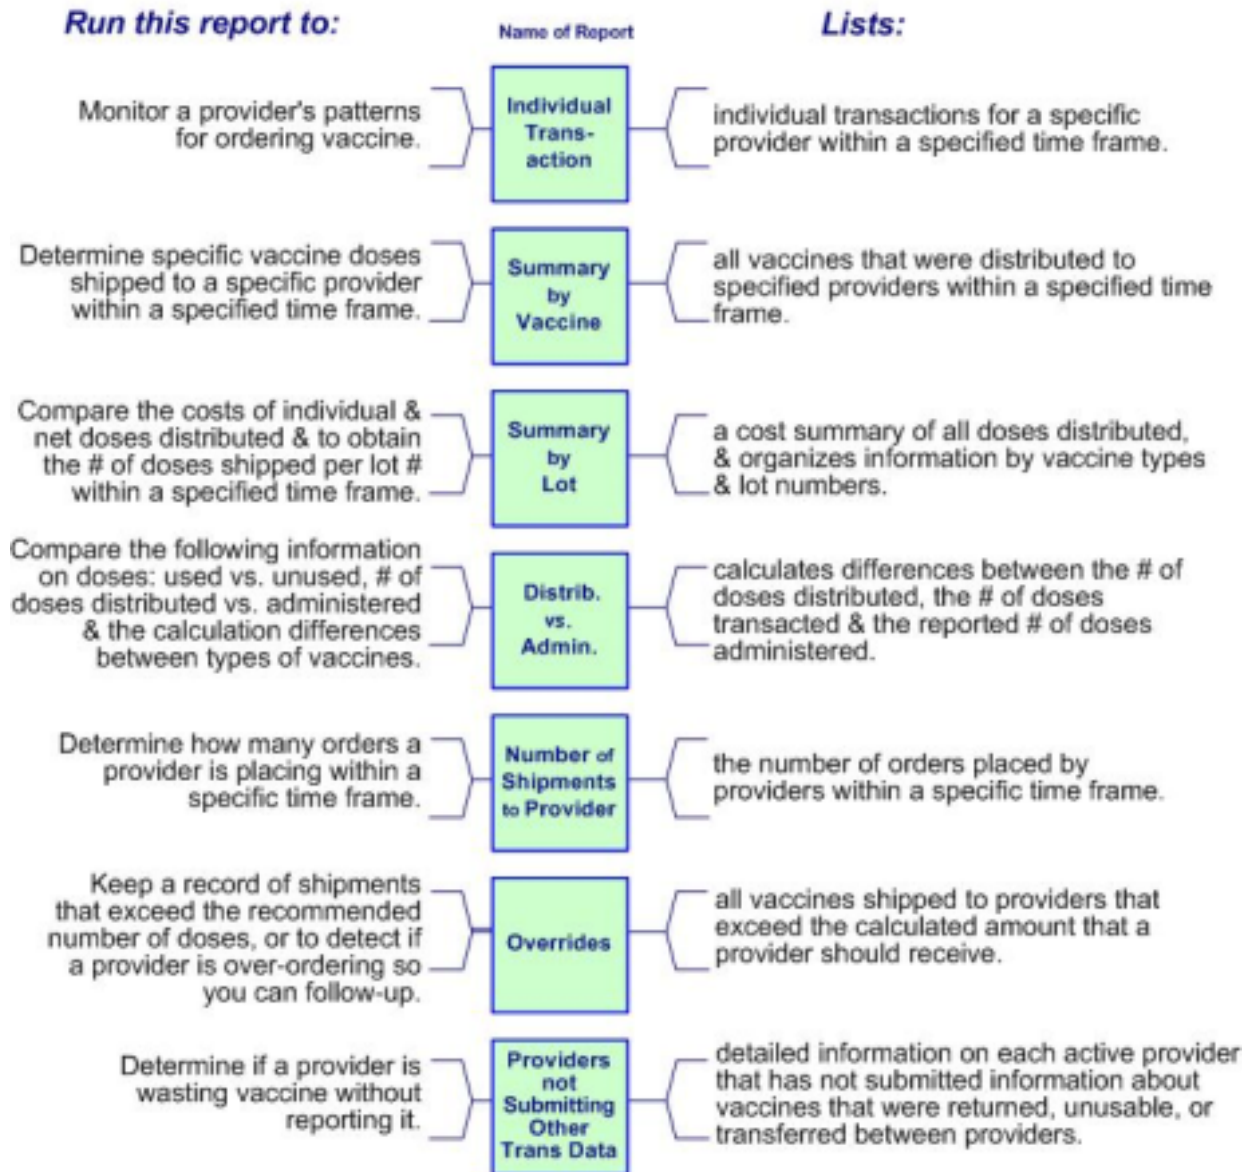 Run this report to:
Name of Report
Lists:
Monitor a provider's patterns
for ordering vaccine.
Individual
Trans-
action
individual transactions for a specific
provider within a specified time frame.
Determine specific vaccine doses
shipped to a specific provider
within a specified time frame.
Summary
by
Vaccine
all vaccines that were distributed to
specified providers within a specified time
frame.
Compare the costs of individual &
net doses distributed & to obtain
the # of doses shipped per lot #
within a specified time frame.
Summary
by
Lot
a cost summary of all doses distributed,
& organizes information by vaccine types
& lot numbers.
Compare the following information
on doses: used vs. unused, # of
doses distributed vs. administered
& the calculation differences
between types of vaccines.
Distrib.
vs.
Admin.
calculates differences between the # of
doses distributed, the # of doses
transacted & the reported # of doses
administered.
Determine how many orders a
provider is placing within a
specific time frame.
Number of
Shipments
to Provider
the number of orders placed by
providers within a specific time frame.
Keep a record of shipments
that exceed the recommended
number of doses, or to detect if
a provider is over-ordering so
you can follow-up.
Overrides
all vaccines shipped to providers that
exceed the calculated amount that a
provider should receive.
Determine if a provider is
wasting vaccine without
reporting it.
Providers
not
Submitting
Other
Trans Data
detailed information on each active provider
that has not submitted information about
vaccines that were returned, unusable, or
transferred between providers.